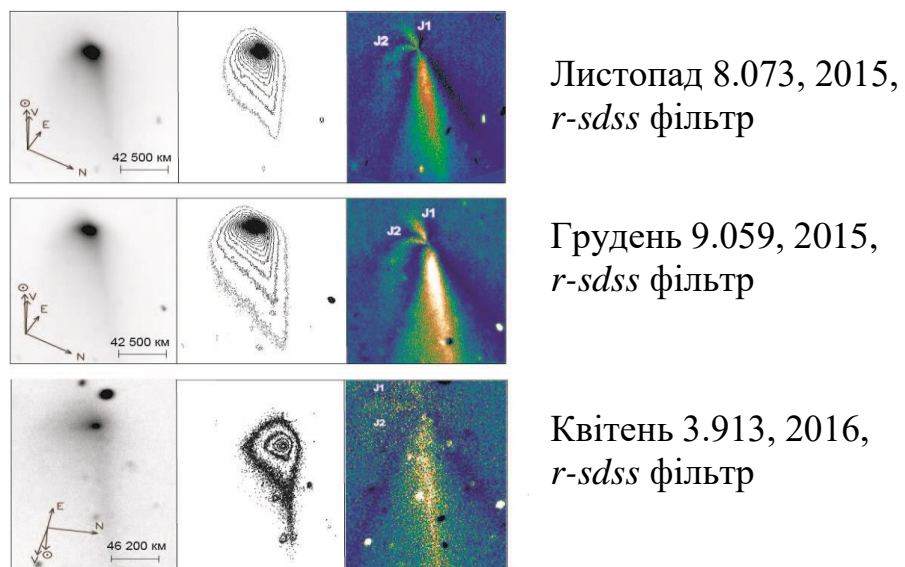 J1
C
J2
Листопад 8.073, 2015,
r-sdss фільтр
V
E
N
42 500 км
J1
J2
Грудень 9.059, 2015,
r-sdss фільтр
V
E
N
42 500 км
J1
J2
Квітень 3.913, 2016,
r-sdss фільтр
E
N
V
46 200 км